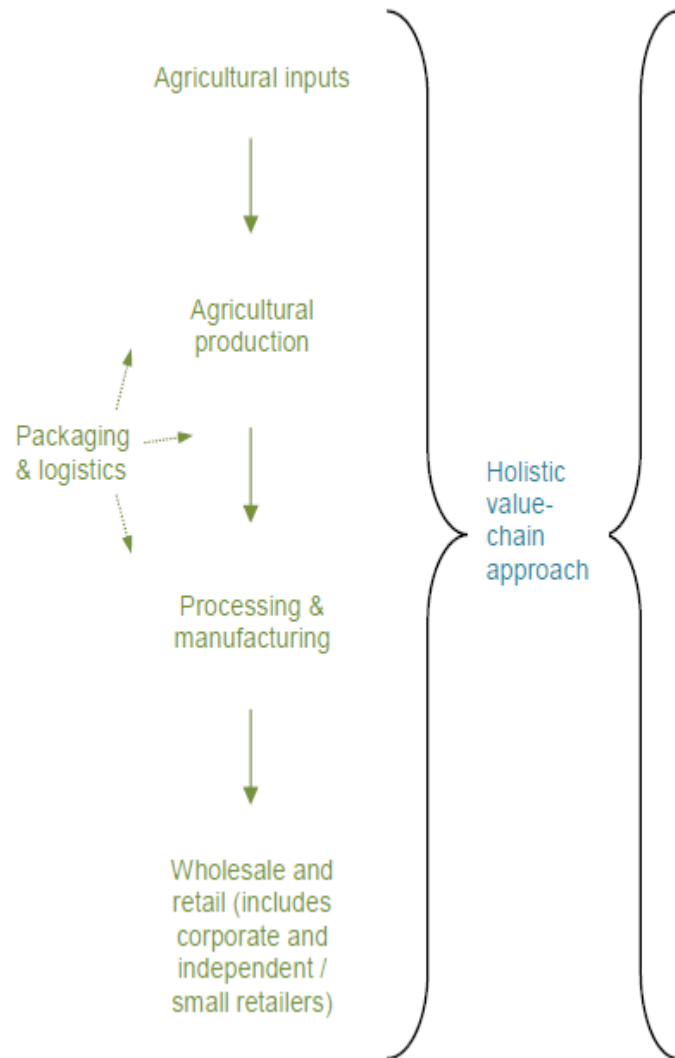 Agricultural inputs
Agricultural
production
Packaging
& logistics
Holistic
value-
chain
approach
Processing &
manufacturing
Wholesale and
retail (includes
corporate and
independent /
small retailers)